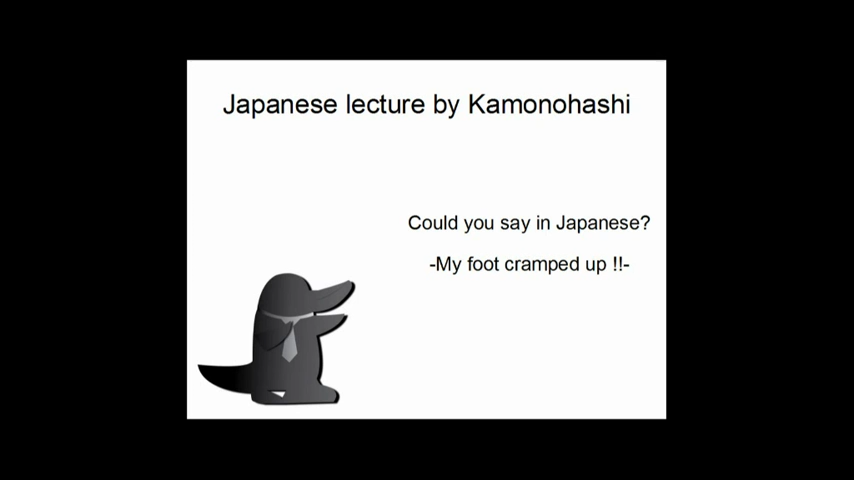 Japanese lecture by Kamonohashi
Could you say in Japanese?
-My foot cramped up !!-